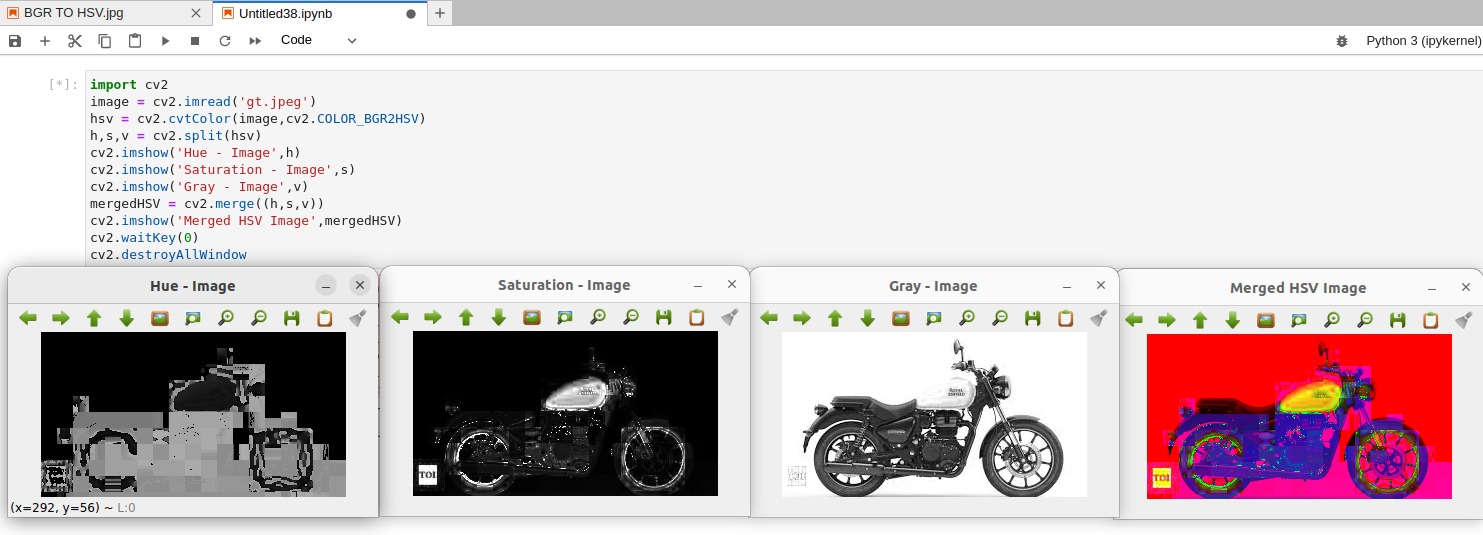 BGR TO HSV.jpg
Untitled38.ipynb
Code
Python 3 (ipykernel)
[*]:
import cv2
image = cv2.imread('gt.jpeg')
hsv = cv2.cvtColor(image,cv2.COLOR_BGR2HSV)
h,s,v = cv2.split(hsv)
cv2.imshow('Hue - Image',h)
cv2.imshow('Saturation - Image',s)
cv2.imshow('Gray - Image',v)
mergedHSV = cv2.merge((h,s,v))
cv2.imshow('Merged HSV Image',mergedHSV)
cv2.waitKey(0)
cv2.destroyAllWindow
Hue - Image
Saturation - Image
Gray - Image
Merged HSV Image
TOI
TOI
(x=292, y=56) ~ L:0